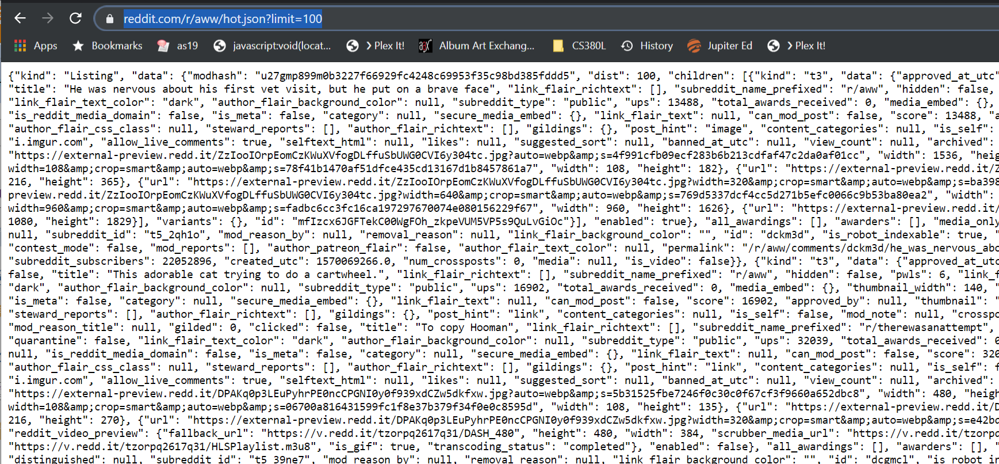 reddit.com/r/aww/hot.json?limit=100
Apps Bookmarks as19 javascript:void(locat... > Plex It! Album Art Exchang... CS380L History Jupiter Ed > Plex It!
{"kind": "Listing", "data": {"modhash": "u27gmp899m0b3227f66929fc4248c69953f35c98bd385fddd5", "dist": 100, "children": [{"kind": "t3", "data": {"approved_at_utc"
"title": "He was nervous about his first vet visit, but he put on a brave face", "link_flair_richtext": [], "subreddit_name_prefixed": "r/aww", "hidden": false,
"link_flair_text_color": "dark", "author_flair_background_color": null, "subreddit_type": "public", "ups": 13488, "total_awards_received": 0, "media_embed": {},
"is_reddit_media_domain": false, "is_meta": false, "category": null, "secure_media_embed": {}, "link_flair_text": null, "can_mod_post": false, "score": 13488, "a
"author_flair_css_class": null, "steward_reports": [], "author_flair_richtext": [], "gildings": {}, "post_hint": "image", "content_categories": null, "is_self":
"i.imgur.com", "allow_live_comments": true, "selftext_html": null, "likes": null, "suggested_sort": null, "banned_at_utc": null, "view_count": null, "archived":
"https://external-preview.redd.it/ZzIooIOrpEomCzKWuXVfogDLffuSbUWG0CVI6y304tc.jpg?auto=webp&amp;s=4f991cfb09ecf283b6b213cdfaf47c2da0af01cc", "width": 1536, "heig
width=108&amp;crop=smart&amp;auto=webp&amp;s=78f41b1470af51dfce435cd13167d1b8457861a7", "width": 108, "height": 182}, {"url": "https://external-preview.redd.it/Z
216, "height": 365}, {"url": "https://external-preview.redd.it/ZzIooIOrpEomCzKWuXVfogDLffuSbUWG0CVI6y304tc.jpg?width=320&amp;crop=smart&amp;auto=webp&amp;s=ba398
preview.redd.it/ZzIooIOrpEomCzKWuXVfogDLffuSbUWG0CVI6y304tc.jpg?width=640&amp;crop=smart&amp;auto=webp&amp;s=769d5337dcf4cc5d271b5efc0066c9b53ba80ea2", "width":
width=960&amp;crop=smart&amp;auto=webp&amp;s=fadbc6cc3fc16ca197297670074e080156229f67", "width": 960, "height": 1626}, {"url": "https://external-preview.redd.it/
1080, "height": 1829}], "variants": {}, "id": "mfIzcx6JGFTekC00WgFOh_zkpeVUM5VP5s9QuLvGiOc"}], "enabled": true}, "all_awardings": [], "awarders": [], "media_only
null, "subreddit_id": "t5_2qh1o", "mod_reason_by": null, "removal_reason": null, "link_flair_background_color": "", "id": "dckm3d", "is_robot_indexable": true, "
"contest_mode": false, "mod_reports": [], "author_patreon_flair": false, "author_flair_text_color": null, "permalink": "/r/aww/comments/dckm3d/he_was_nervous_abo
"subreddit_subscribers": 22052896, "created_utc": 1570069266.0, "num_crossposts": 0, "media": null, "is_video": false}}, {"kind": "t3", "data": {"approved_at_utc
false, "title": "This adorable cat trying to do a cartwheel.", "link_flair_richtext": [], "subreddit_name_prefixed": "r/aww", "hidden": false, "pwls": 6, "link_f
"dark", "author_flair_background_color": null, "subreddit_type": "public", "ups": 16902, "total_awards_received": 0, "media_embed": {}, "thumbnail_width": 140, "
"is_meta": false, "category": null, "secure_media_embed": {}, "link_flair_text": null, "can_mod_post": false, "score": 16902, "approved_by": null, "thumbnail": "
"steward_reports": [], "author_flair_richtext": [], "gildings": {}, "post_hint": "link", "content_categories": null, "is_self": false, "mod_note": null, "crosspo
"mod_reason_title": null, "gilded": 0, "clicked": false, "title": "To copy Hooman", "link_flair_richtext": [], "subreddit_name_prefixed": "r/therewasanattempt",
"quarantine": false, "link_flair_text_color": "dark", "author_flair_background_color": null, "subreddit_type": "public", "ups": 32039, "total_awards_received": 0
null, "is_reddit_media_domain": false, "is_meta": false, "category": null, "secure_media_embed": {}, "link_flair_text": null, "can_mod_post": false, "score": 320
"author_flair_css_class": null, "steward_reports": [], "author_flair_richtext": [], "gildings": {}, "post_hint": "link", "content_categories": null, "is_self": f
"i.imgur.com", "allow_live_comments": true, "selftext_html": null, "likes": null, "suggested_sort": null, "banned_at_utc": null, "view_count": null, "archived":
"https://external-preview.redd.it/DPAKq0p3LEuPyhrPE0ncCPGNI0y0f939xdCZw5dkfxw.jpg?auto=webp&amp;s=5b31525fbe7246f0c30c0f67cf3f9660a652dbc8", "width": 480, "heigh
width=108&amp;crop=smart&amp;auto=webp&amp;s=06700a816431599fc1f8e37b379f34f0e0c8595d", "width": 108, "height": 135}, {"url": "https://external-preview.redd.it/D
216, "height": 270}, {"url": "https://external-preview.redd.it/DPAKq0p3LEuPyhrPE0ncCPGNI0y0f939xdCZw5dkfxw.jpg?width=320&amp;crop=smart&amp;auto=webp&amp;s=e42bd
"reddit_video_preview": {"fallback_url": "https://v.redd.it/tzorpq2617q31/DASH_480", "height": 480, "width": 384, "scrubber_media_url": "https://v.redd.it/tzorpq
"https://v.redd.it/tzorpq2617q31/HLSPlaylist.m3u8", "is_gif": true, "transcoding_status": "completed"}, "enabled": false}, "all_awardings": [], "awarders": [], "
"distinguished": null, "subreddit_id": "t5_39ne7", "mod_reason_by": null, "removal_reason": null, "link_flair_background_color": "", "id": "dcgmcl", "is_robot_in